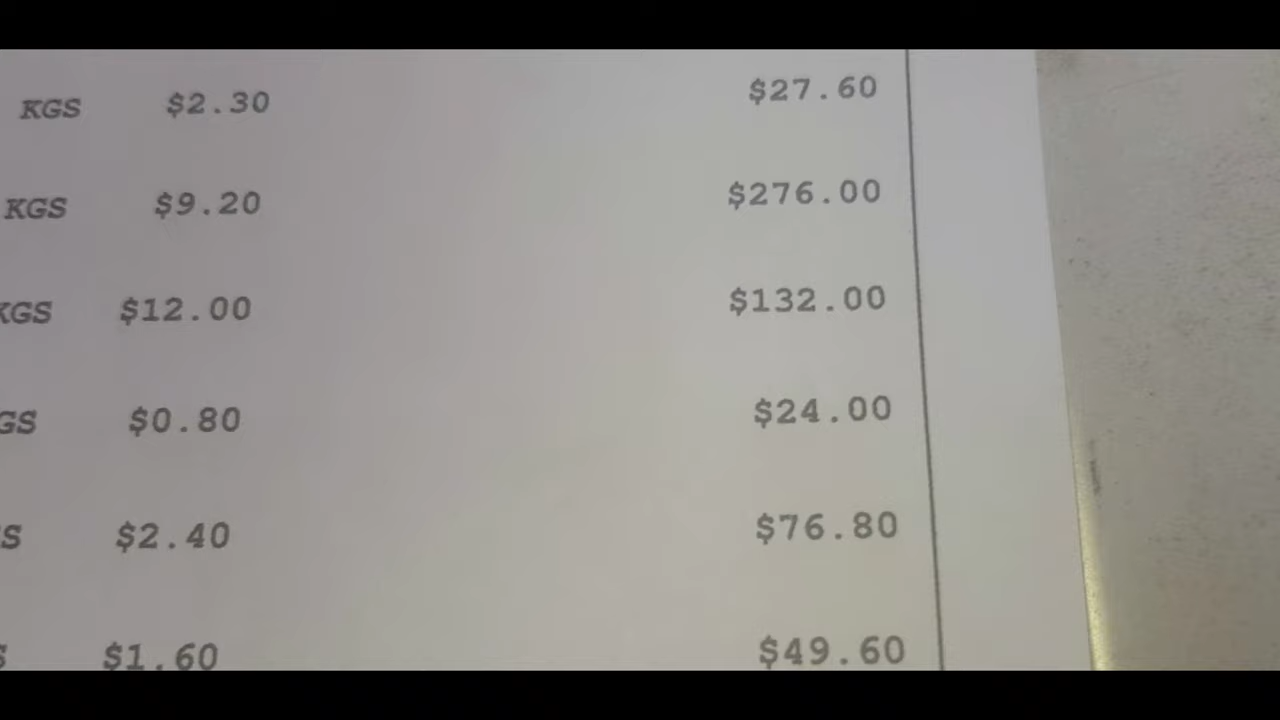 KGS $2.30 $27.60
KGS $9.20 $276.00
KGS $12.00 $132.00
GS $0.80 $24.00
S $2.40 $76.80
S $1.60 $49.60